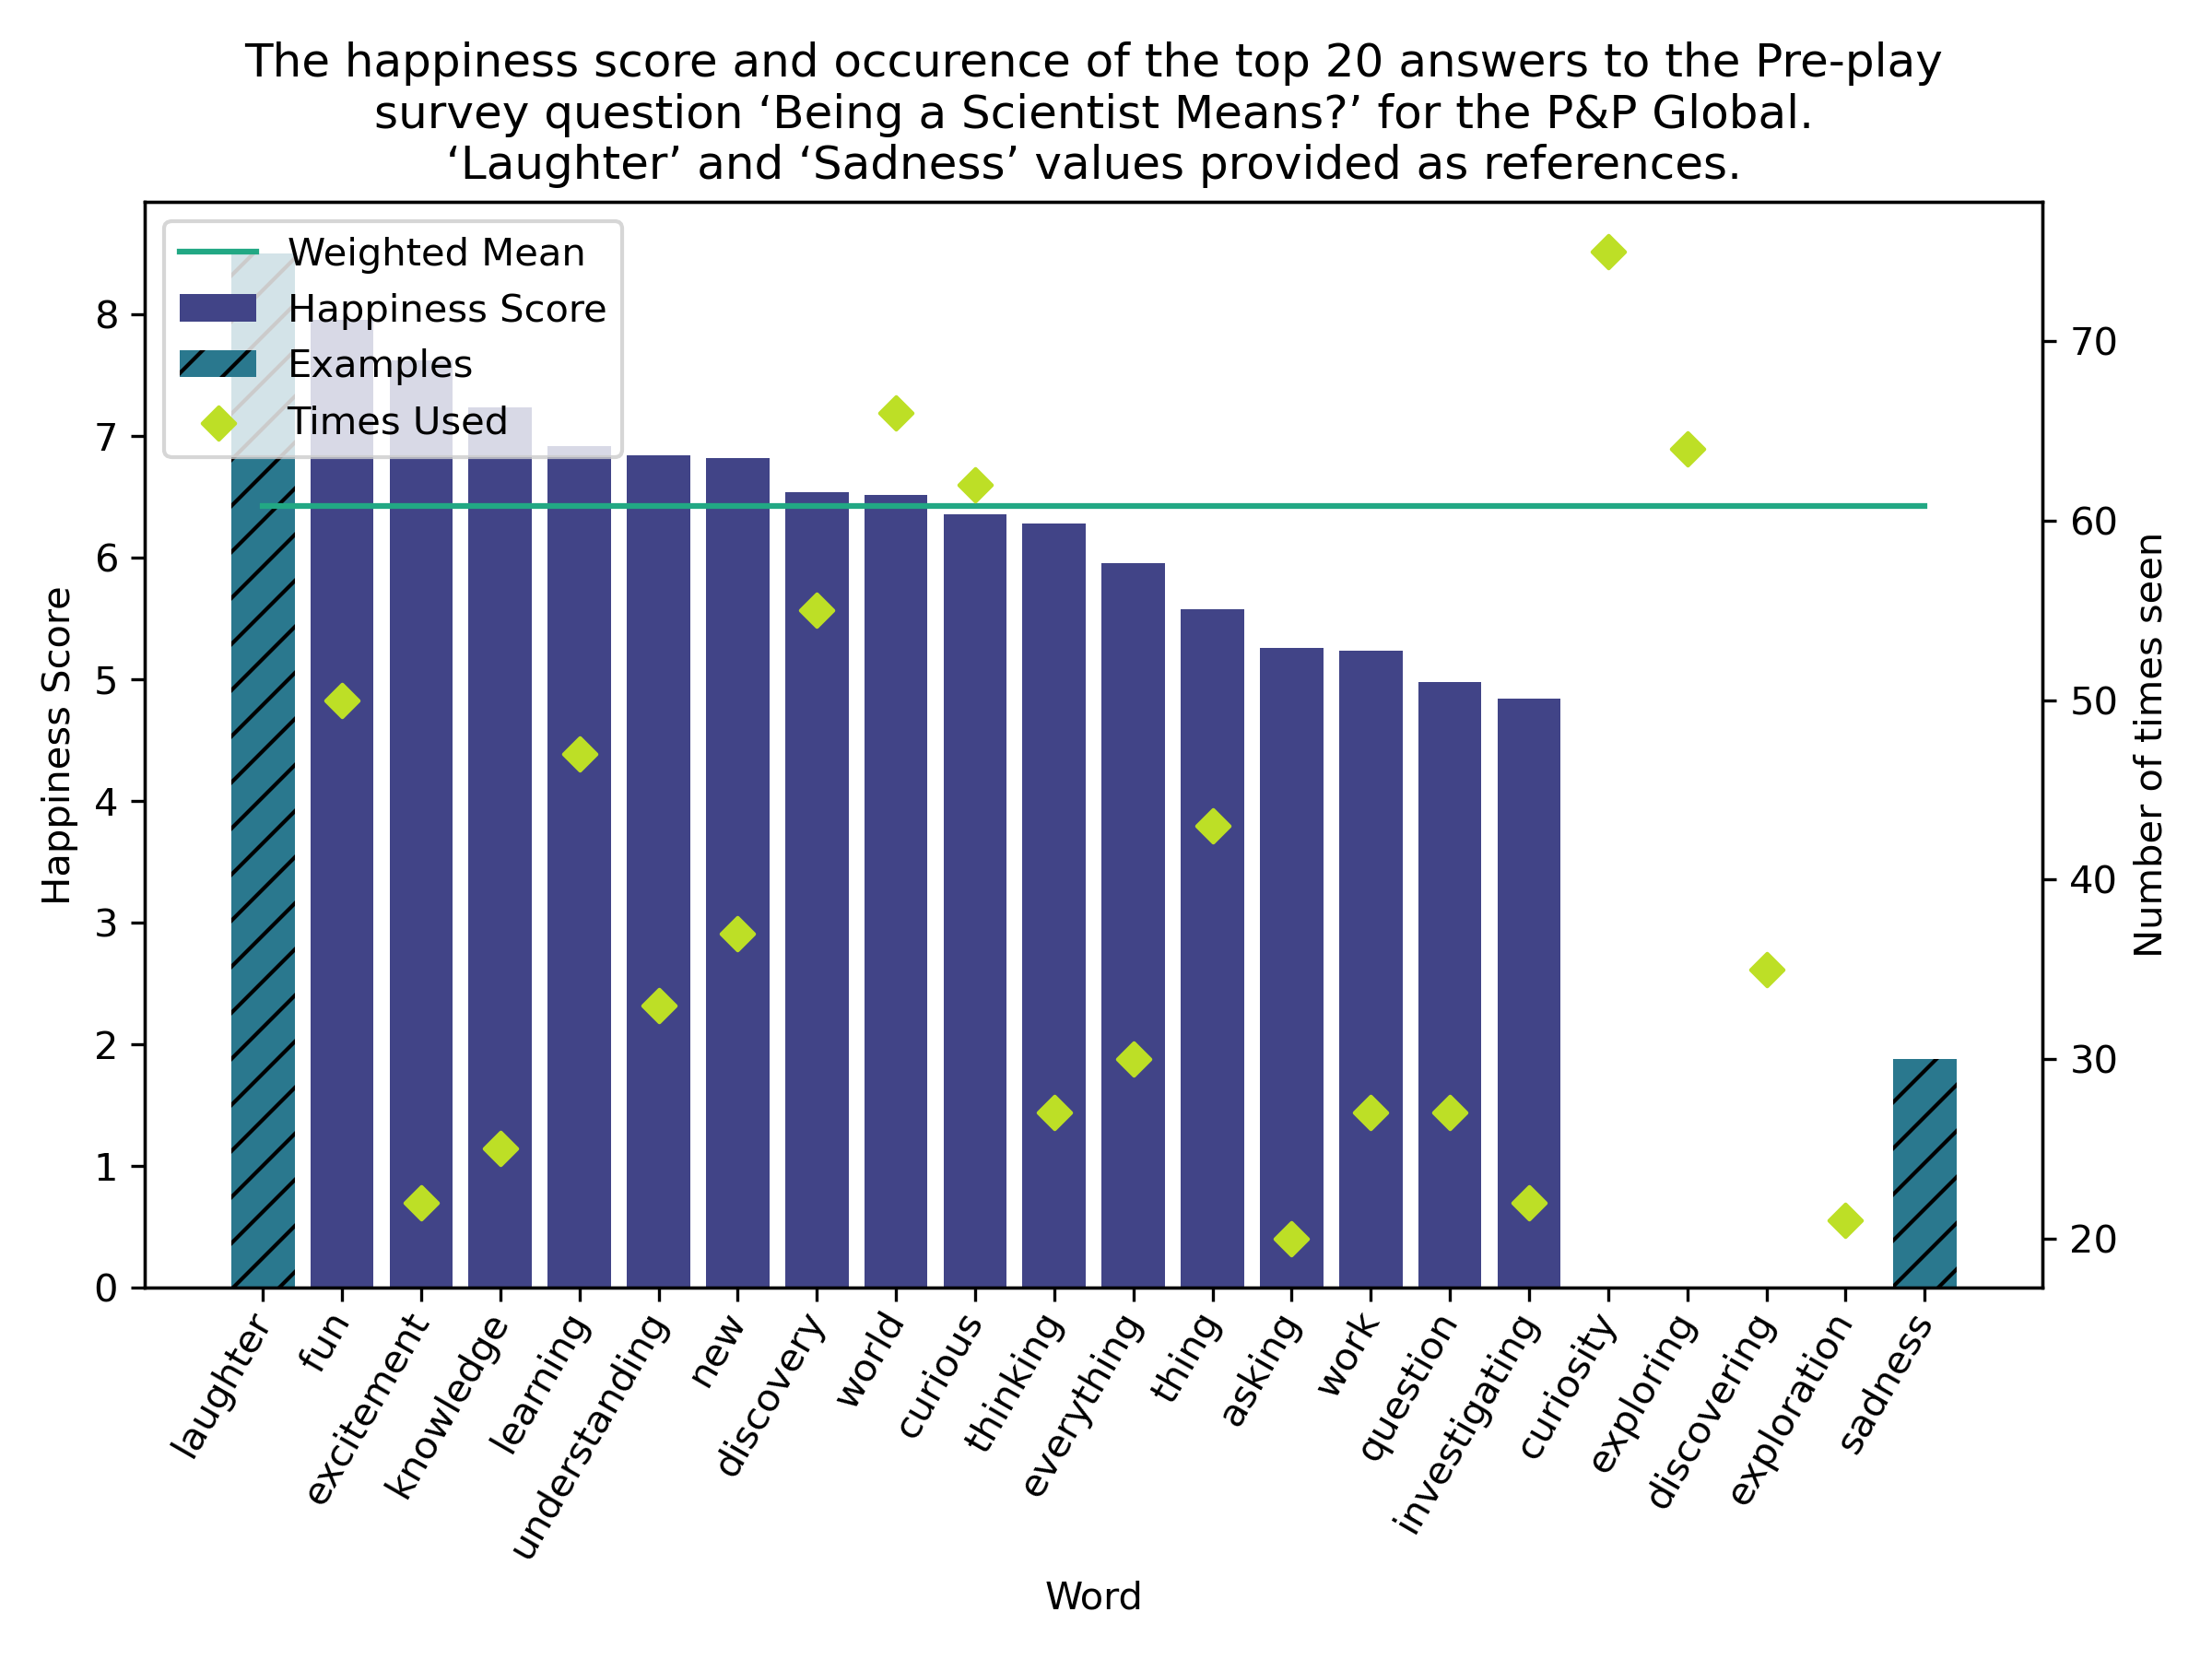 The happiness score and occurence of the top 20 answers to the Pre-play
survey question ‘Being a Scientist Means?’ for the P&P Global.
‘Laughter’ and ‘Sadness’ values provided as references.
Weighted Mean
Happiness Score
Examples
Times Used
8
7
6
5
4
3
2
1
0
Happiness Score
70
60
50
40
30
20
Number of times seen
laughter
fun
excitement
knowledge
learning
understanding
new
discovery
world
curious
thinking
everything
thing
asking
work
question
investigating
curiosity
exploring
discovering
exploration
sadness
Word